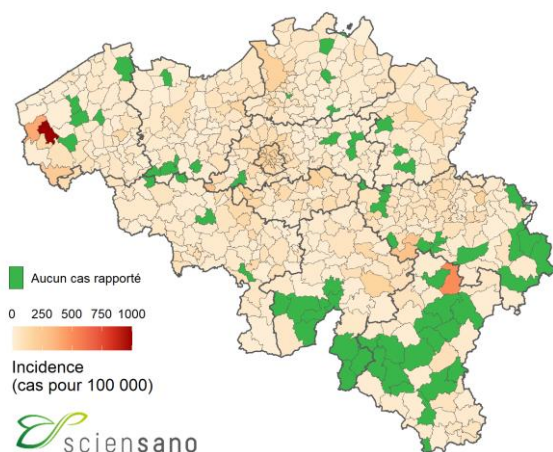 Aucun cas rapporté
0 250 500 750 1000
Incidence
(cas pour 100 000)
sciensano